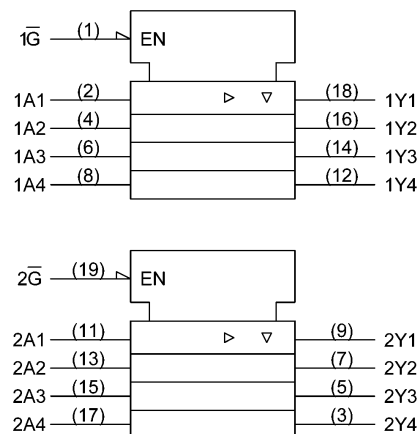 1G̅ (1) EN
1A1 (2) (18) 1Y1
1A2 (4) (16) 1Y2
1A3 (6) (14) 1Y3
1A4 (8) (12) 1Y4
2G̅ (19) EN
2A1 (11) (9) 2Y1
2A2 (13) (7) 2Y2
2A3 (15) (5) 2Y3
2A4 (17) (3) 2Y4